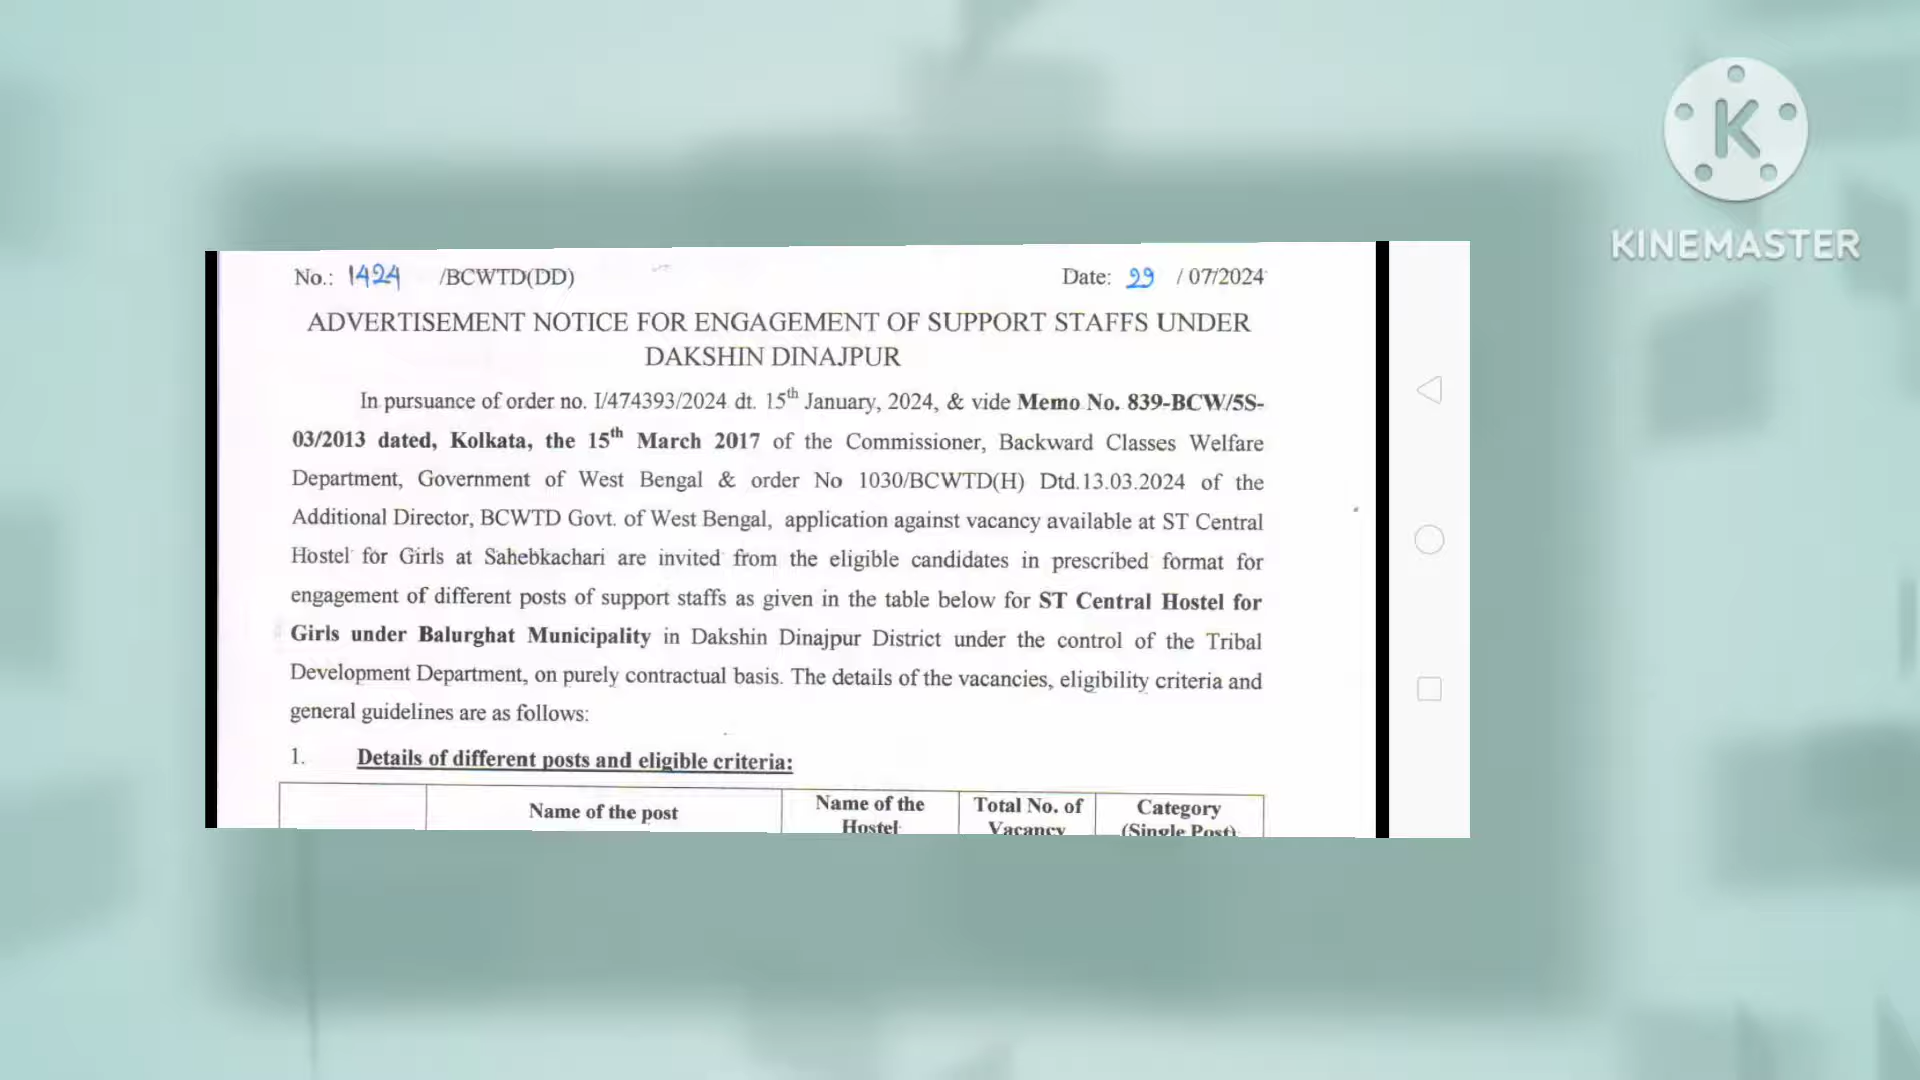 No.: 1424 /BCWTD(DD) Date: 29 / 07/2024
ADVERTISEMENT NOTICE FOR ENGAGEMENT OF SUPPORT STAFFS UNDER
DAKSHIN DINAJPUR
In pursuance of order no. I/474393/2024 dt. 15th January, 2024, & vide Memo No. 839-BCW/5S-
03/2013 dated, Kolkata, the 15th March 2017 of the Commissioner, Backward Classes Welfare
Department, Government of West Bengal & order No 1030/BCWTD(H) Dtd.13.03.2024 of the
Additional Director, BCWTD Govt. of West Bengal, application against vacancy available at ST Central
Hostel for Girls at Sahebkachari are invited from the eligible candidates in prescribed format for
engagement of different posts of support staffs as given in the table below for ST Central Hostel for
Girls under Balurghat Municipality in Dakshin Dinajpur District under the control of the Tribal
Development Department, on purely contractual basis. The details of the vacancies, eligibility criteria and
general guidelines are as follows:
1. Details of different posts and eligible criteria:
Name of the post
Name of the
Hostel
Total No. of
Vacancy
Category
(Single Post)
K
KINEMASTER